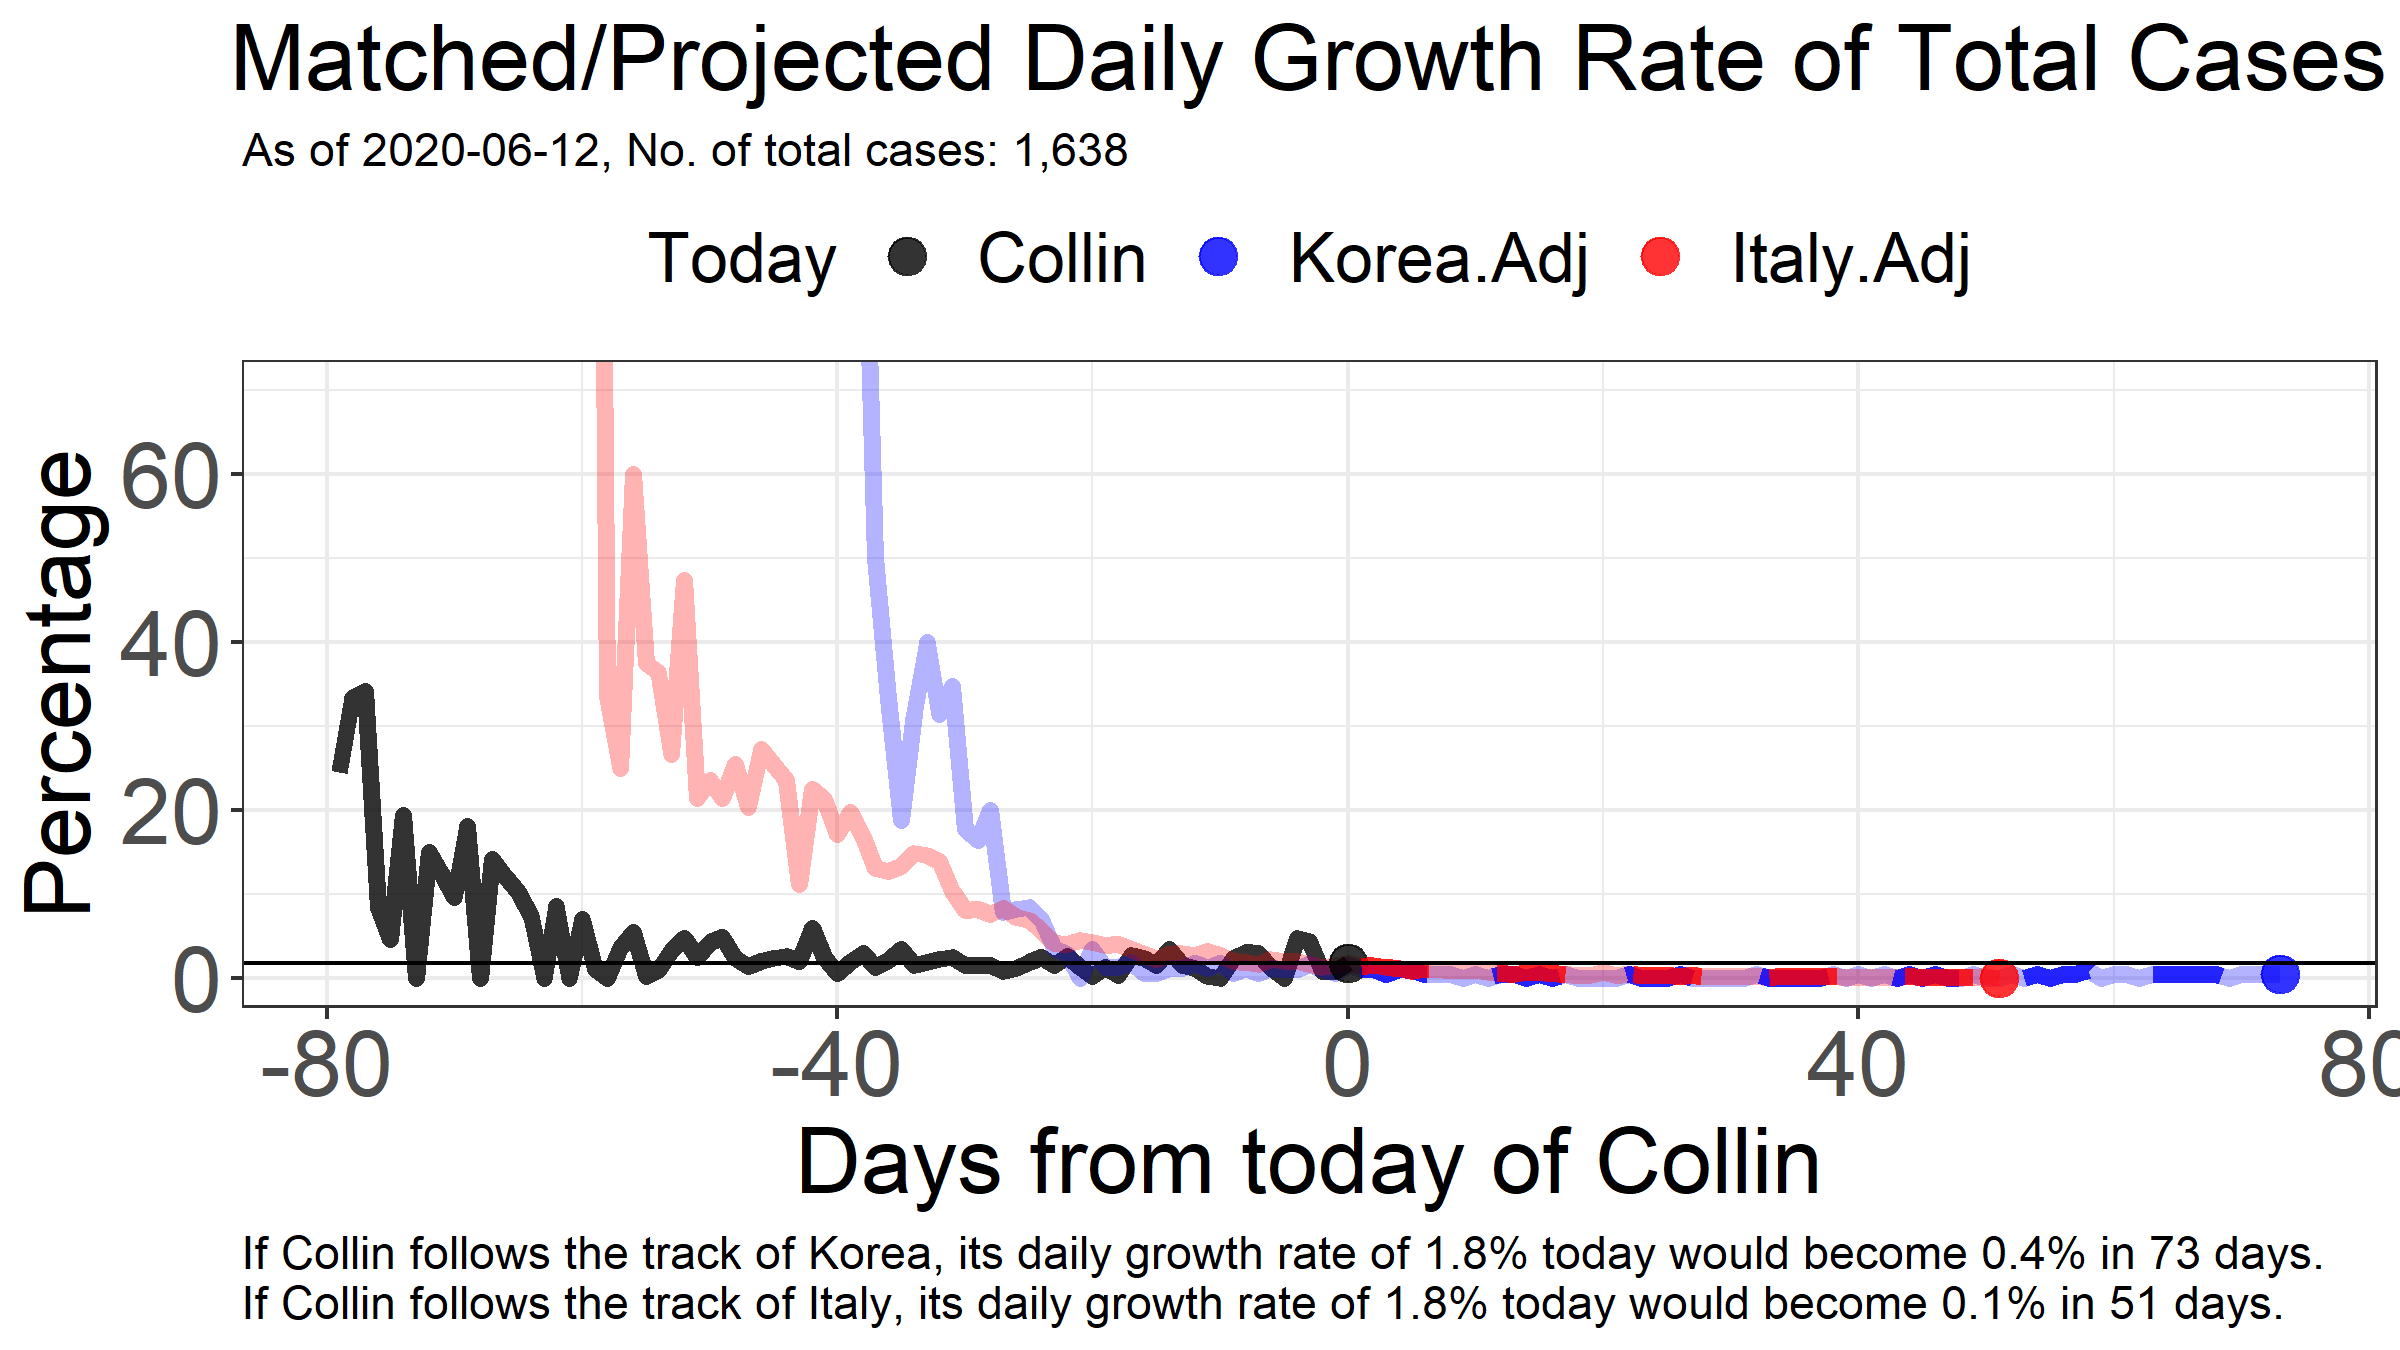 Matched/Projected Daily Growth Rate of Total Cases
As of 2020-06-12, No. of total cases: 1,638
Today Collin Korea.Adj Italy.Adj
Percentage
60
40
20
0
-80 -40 0 40 80
Days from today of Collin
If Collin follows the track of Korea, its daily growth rate of 1.8% today would become 0.4% in 73 days.
If Collin follows the track of Italy, its daily growth rate of 1.8% today would become 0.1% in 51 days.